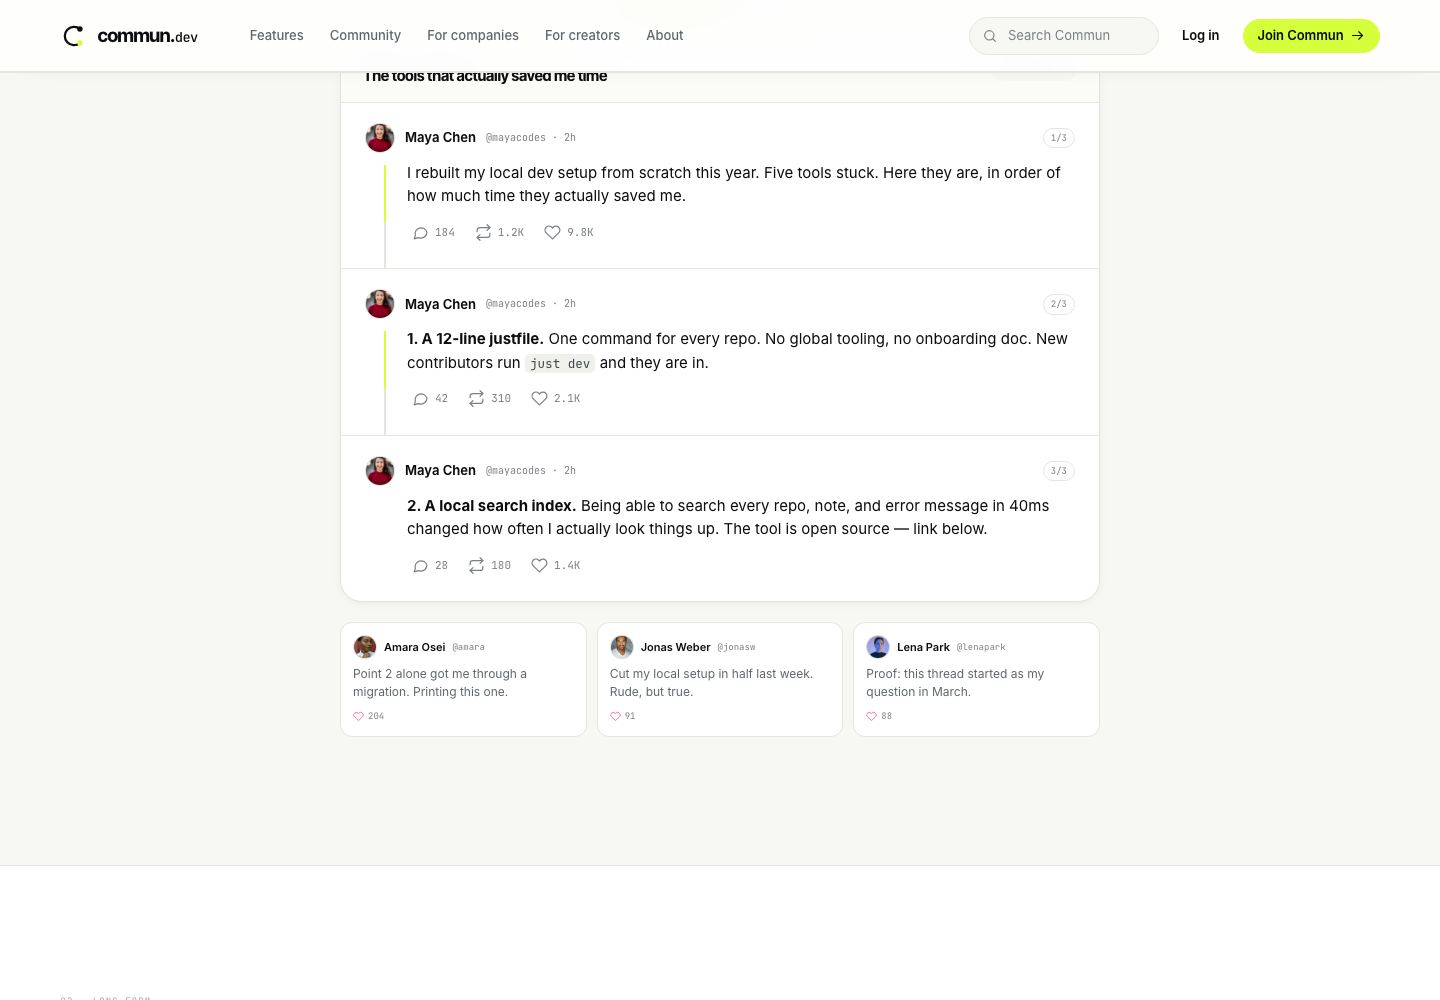 commun.dev
Features
Community
For companies
For creators
About
Search Commun
Log in
Join Commun →
The tools that actually saved me time
Maya Chen @mayacodes · 2h
1/3
I rebuilt my local dev setup from scratch this year. Five tools stuck. Here they are, in order of
how much time they actually saved me.
184 1.2K 9.8K
Maya Chen @mayacodes · 2h
2/3
1. A 12-line justfile. One command for every repo. No global tooling, no onboarding doc. New
contributors run just dev and they are in.
42 310 2.1K
Maya Chen @mayacodes · 2h
3/3
2. A local search index. Being able to search every repo, note, and error message in 40ms
changed how often I actually look things up. The tool is open source — link below.
28 180 1.4K
Amara Osei @amara
Point 2 alone got me through a
migration. Printing this one.
204
Jonas Weber @jonasw
Cut my local setup in half last week.
Rude, but true.
91
Lena Park @lenapark
Proof: this thread started as my
question in March.
88